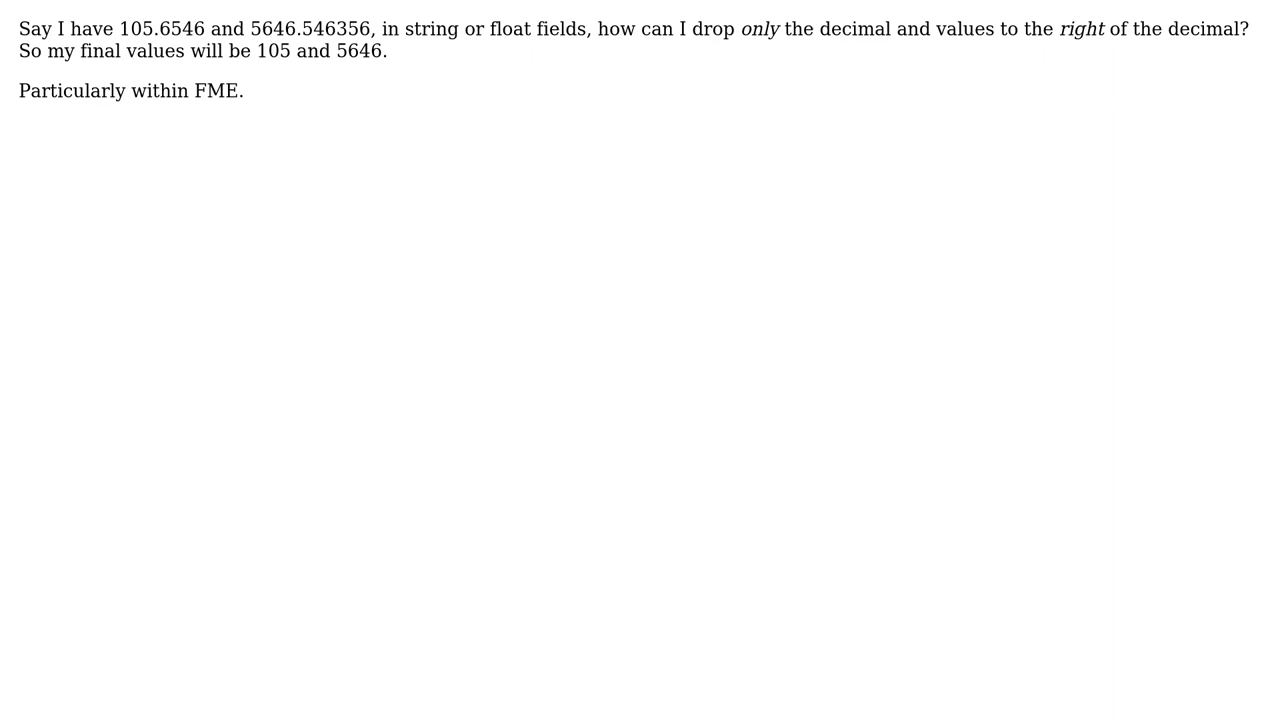 Say I have 105.6546 and 5646.546356, in string or float fields, how can I drop only the decimal and values to the right of the decimal?
So my final values will be 105 and 5646.
Particularly within FME.